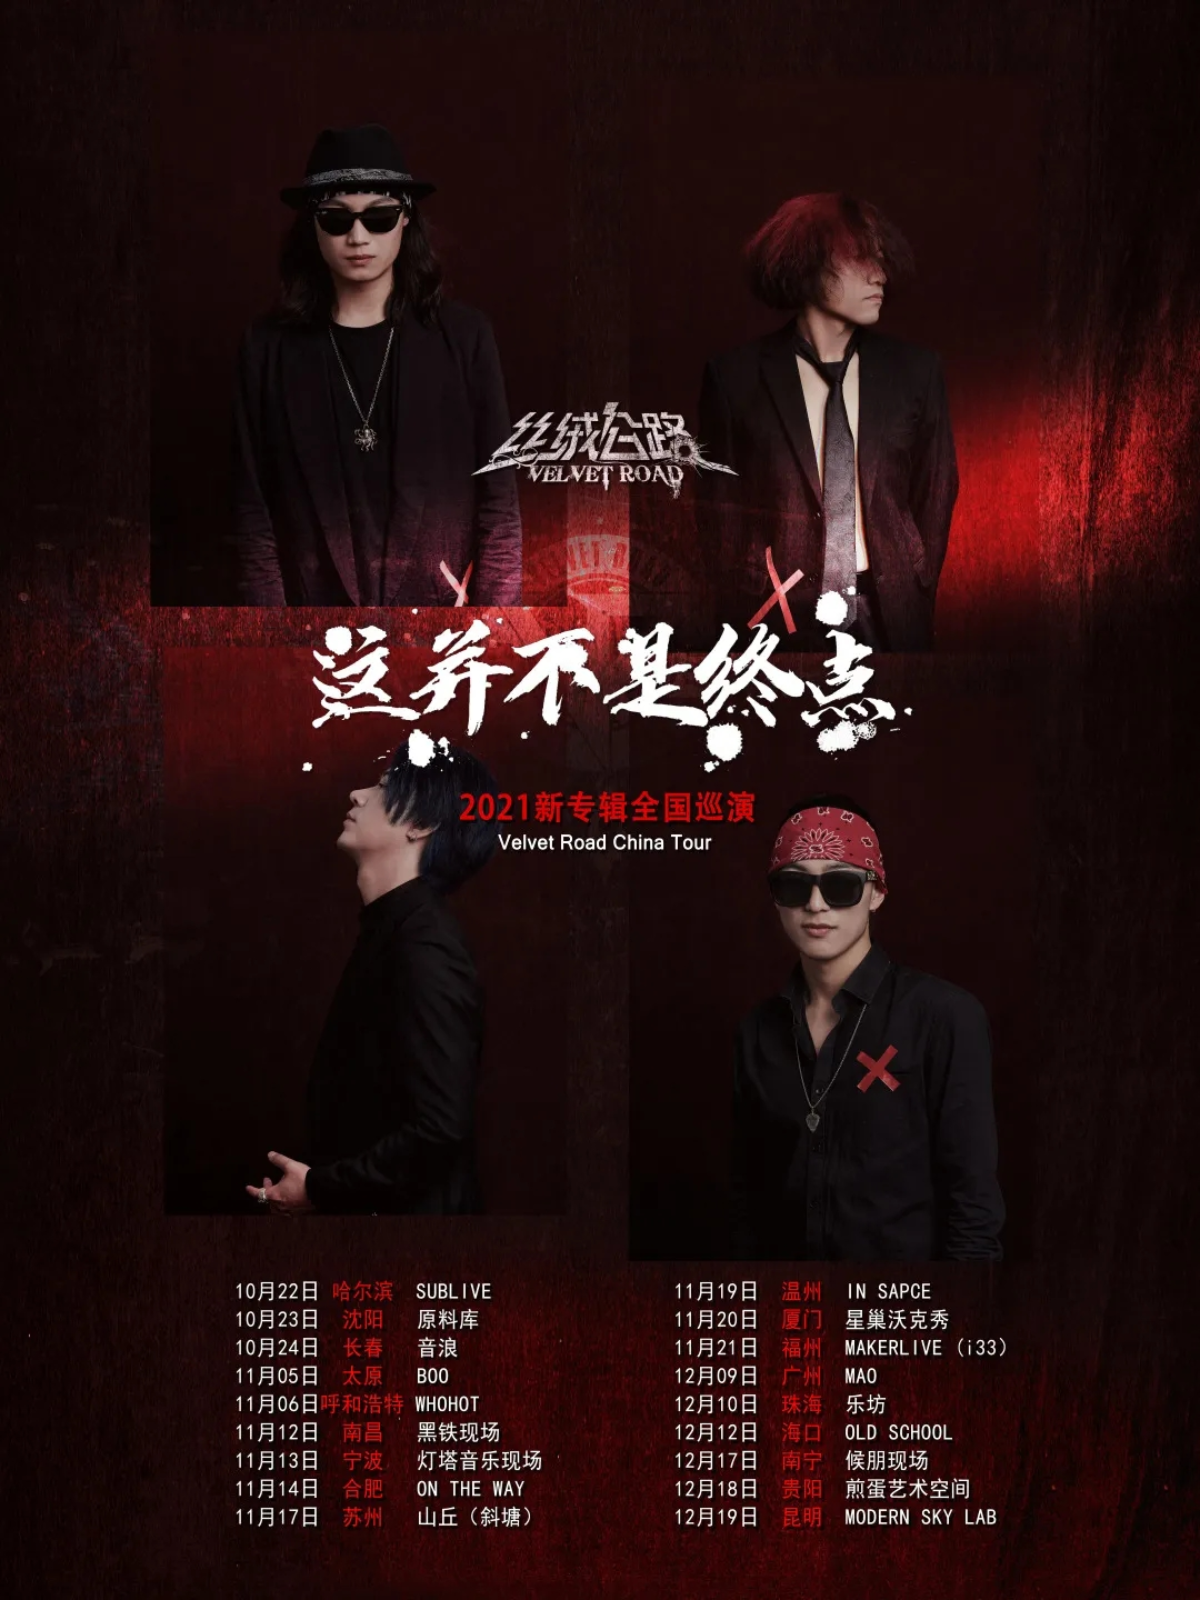 丝绒公路
VELVET ROAD
这并不是终点
2021新专辑全国巡演
Velvet Road China Tour
10月22日 哈尔滨 SUBLIVE
10月23日 沈阳 原料库
10月24日 长春 音浪
11月05日 太原 BOO
11月06日 呼和浩特 WHOHOT
11月12日 南昌 黑铁现场
11月13日 宁波 灯塔音乐现场
11月14日 合肥 ON THE WAY
11月17日 苏州 山丘（斜塘）
11月19日 温州 IN SAPCE
11月20日 厦门 星巢沃克秀
11月21日 福州 MAKERLIVE（i33）
12月09日 广州 MAO
12月10日 珠海 乐坊
12月12日 海口 OLD SCHOOL
12月17日 南宁 候朋现场
12月18日 贵阳 煎蛋艺术空间
12月19日 昆明 MODERN SKY LAB